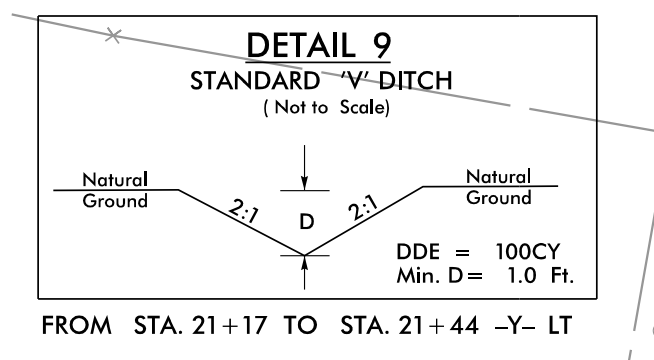 DETAIL 9
STANDARD 'V' DITCH
( Not to Scale)
Natural
Ground
2:1
D
2:1
Natural
Ground
DDE = 100CY
Min. D = 1.0 Ft.
FROM STA. 21+17 TO STA. 21+44 -Y- LT